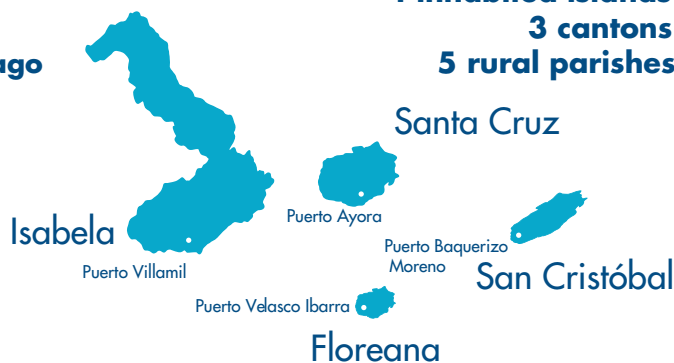 3 cantons
ago
5 rural parishes
Santa Cruz
Puerto Ayora
Isabela
Puerto Villamil
Puerto Baquerizo
Moreno
San Cristóbal
Puerto Velasco Ibarra
Floreana